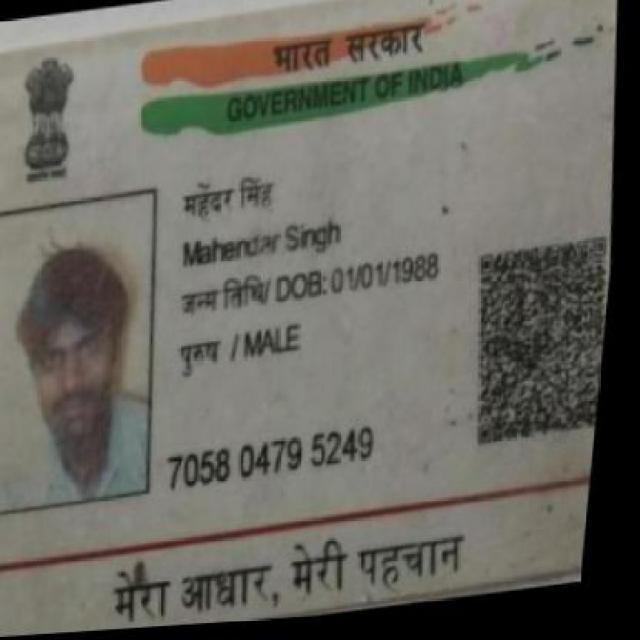 भारत सरकार
GOVERNMENT OF INDIA
महेंदर सिंह
Mahendar Singh
जन्म तिथि/ DOB: 01/01/1988
पुरुष / MALE
7058 0479 5249
मेरा आधार, मेरी पहचान